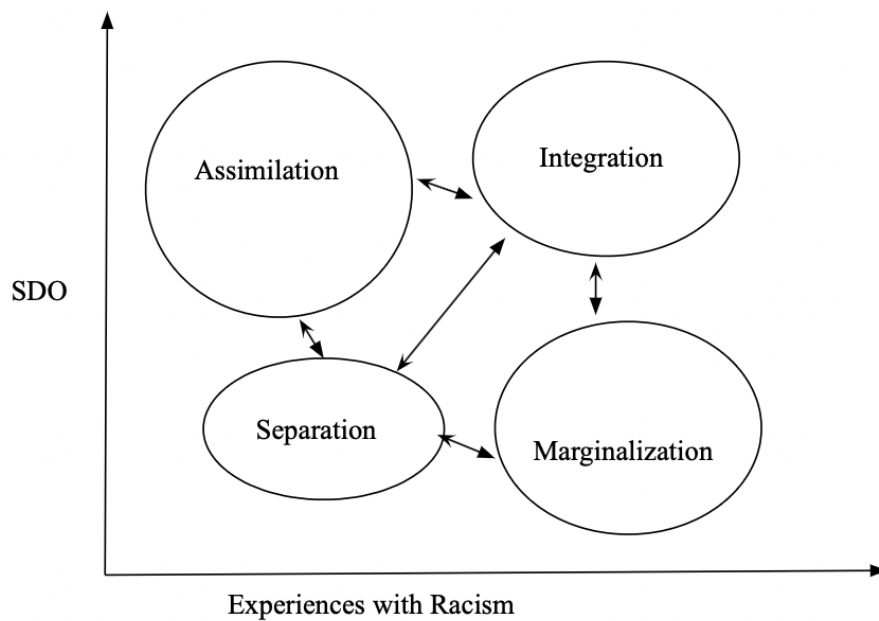 Assimilation
Integration
SDO
Separation
Marginalization
Experiences with Racism